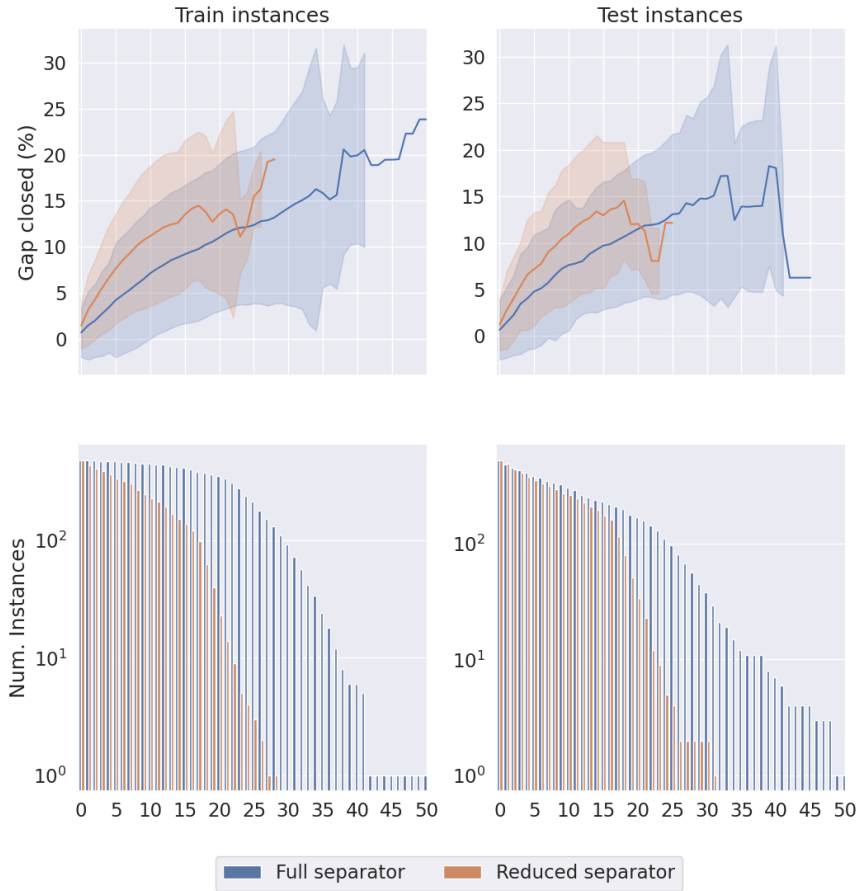 Train instances
Test instances
Gap closed (%)
30
25
20
15
10
5
0
30
25
20
15
10
5
0
Num. Instances
10²
10¹
10⁰
0 5 10 15 20 25 30 35 40 45 50
10²
10¹
10⁰
0 5 10 15 20 25 30 35 40 45 50
Full separator Reduced separator